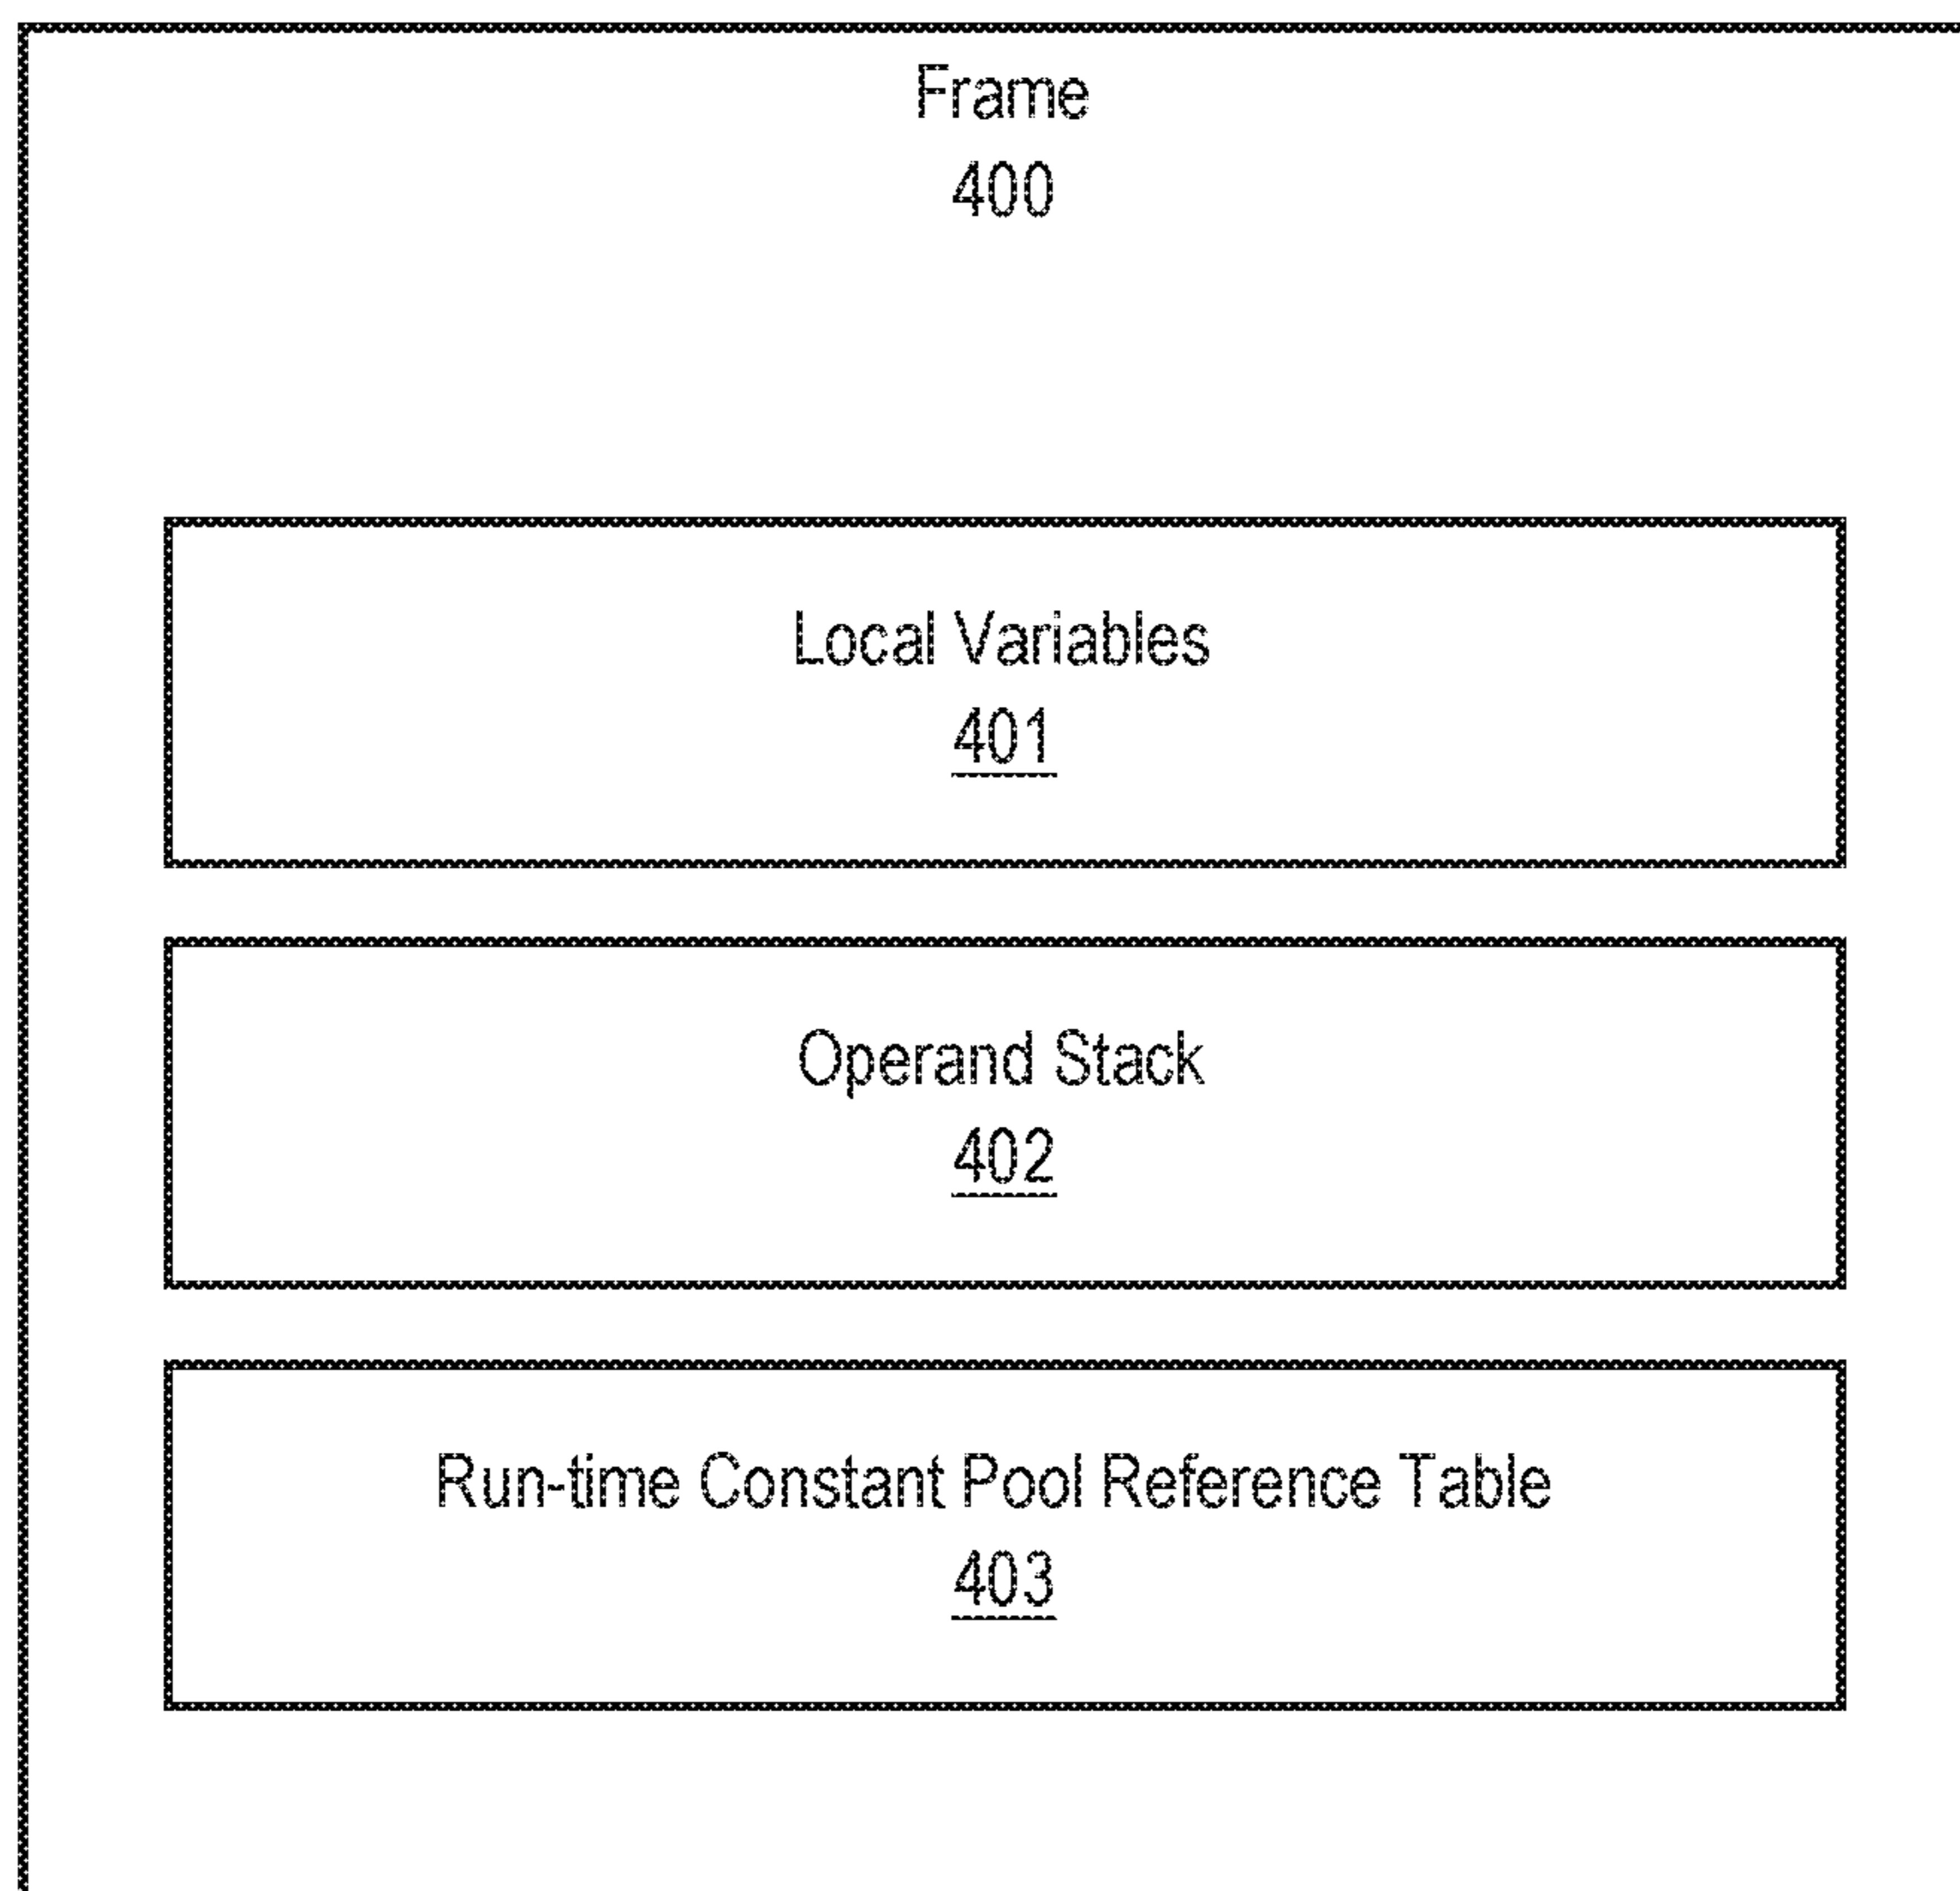 Frame
400
Local Variables
401
Operand Stack
402
Run-time Constant Pool Reference Table
403